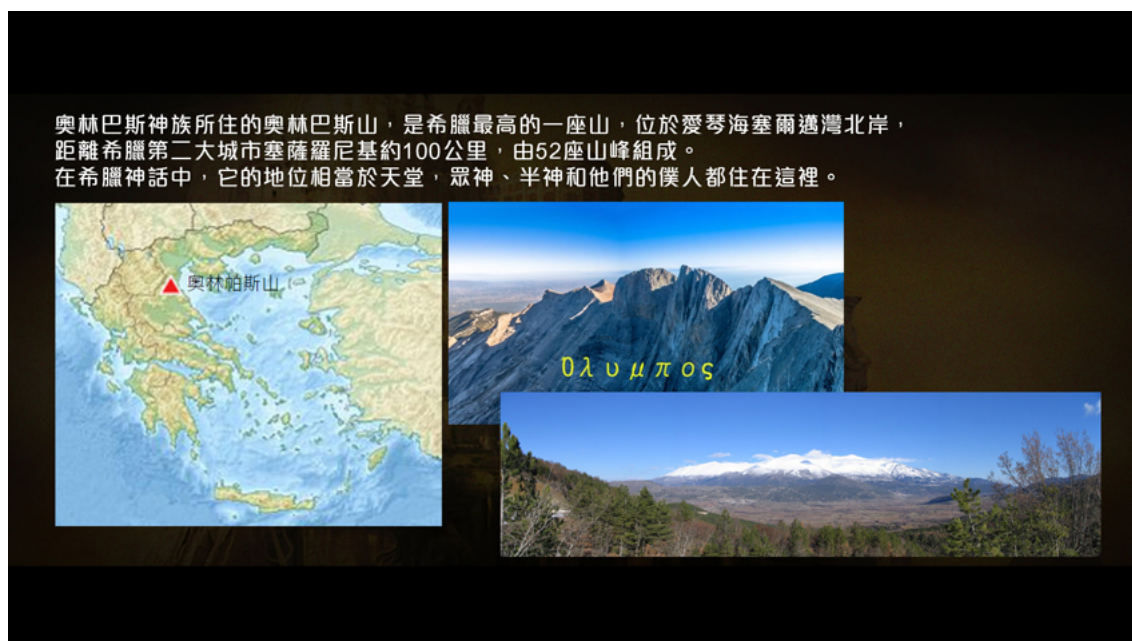 奧林巴斯神族所住的奧林巴斯山，是希臘最高的一座山，位於愛琴海塞爾邁灣北岸，
距離希臘第二大城市塞薩羅尼基約100公里，由52座山峰組成。
在希臘神話中，它的地位相當於天堂，眾神、半神和他們的僕人都住在這裡。
奧林帕斯山
Όλυμπος